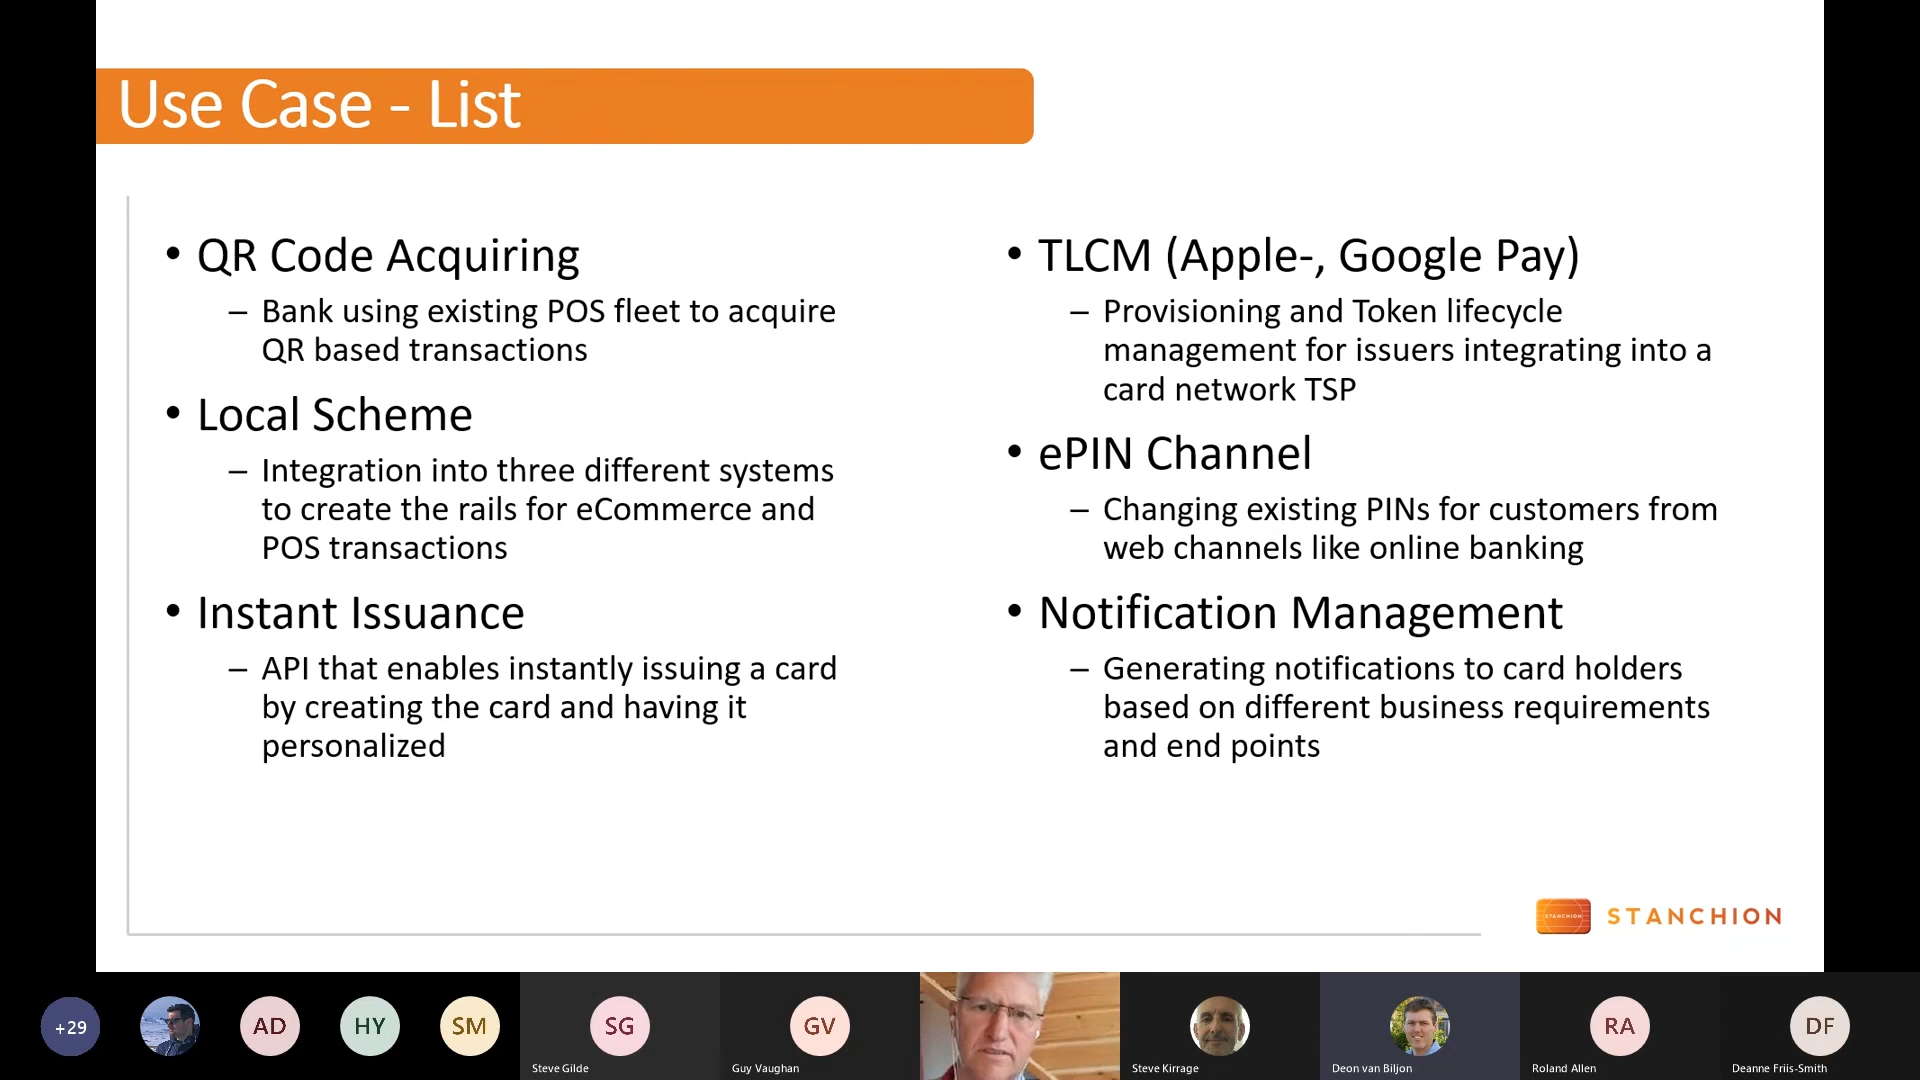 Use Case - List
• QR Code Acquiring
– Bank using existing POS fleet to acquire
QR based transactions
• Local Scheme
– Integration into three different systems
to create the rails for eCommerce and
POS transactions
• Instant Issuance
– API that enables instantly issuing a card
by creating the card and having it
personalized
• TLCM (Apple-, Google Pay)
– Provisioning and Token lifecycle
management for issuers integrating into a
card network TSP
• ePIN Channel
– Changing existing PINs for customers from
web channels like online banking
• Notification Management
– Generating notifications to card holders
based on different business requirements
and end points
STANCHION
STANCHION
+29
AD
HY
SM
SG
Steve Gilde
GV
Guy Vaughan
Steve Kirrage
Deon van Biljon
RA
Roland Allen
DF
Deanne Friis-Smith